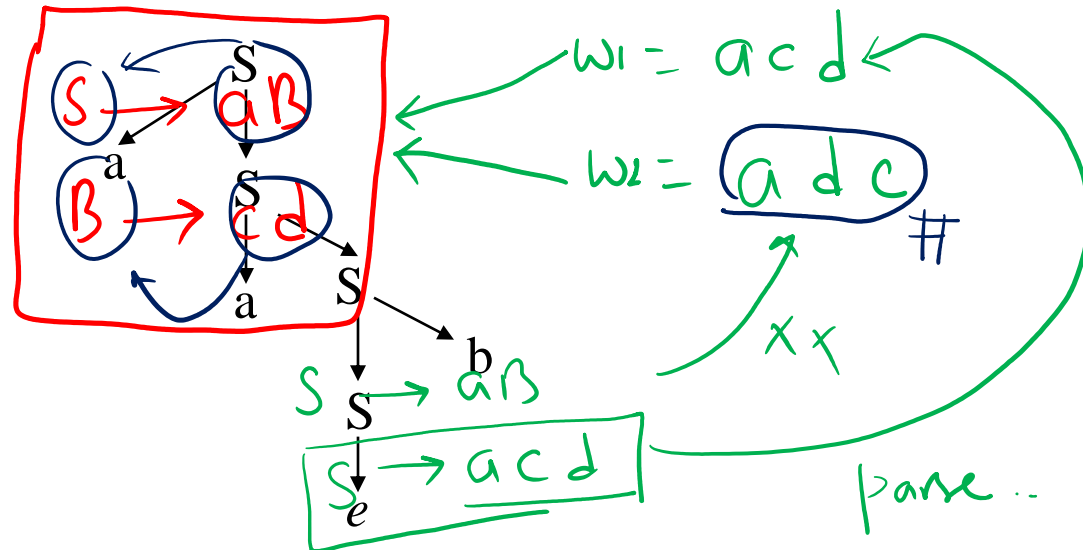 S
S → aB
w1 = acd
a
w2 = adc #
S
B → cd
S
a
b
xx
S → aB
S
S → acd
e
parse ..